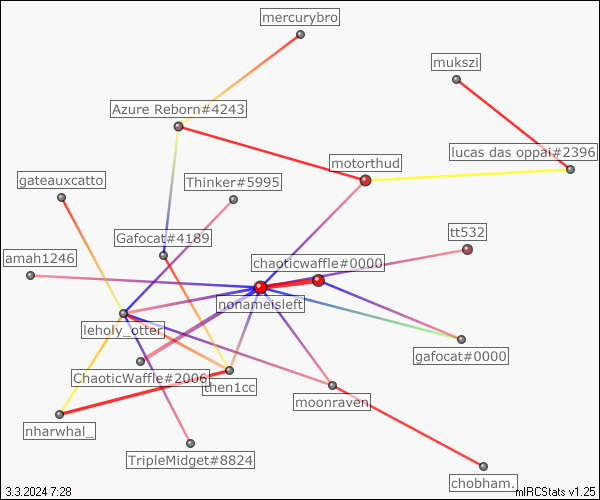 mercurybro
mukszi
Azure Reborn#4243
lucas das oppai#2396
motorthud
gateauxcatto
Thinker#5995
tt532
Gafocat#4189
amah1246
chaoticwaffle#0000
nonameisleft
leholy_otter
gafocat#0000
ChaoticWaffle#2006
then1cc
moonraven
nharwhal_
TripleMidget#8824
chobham.
3.3.2024 7:28
mIRCStats v1.25